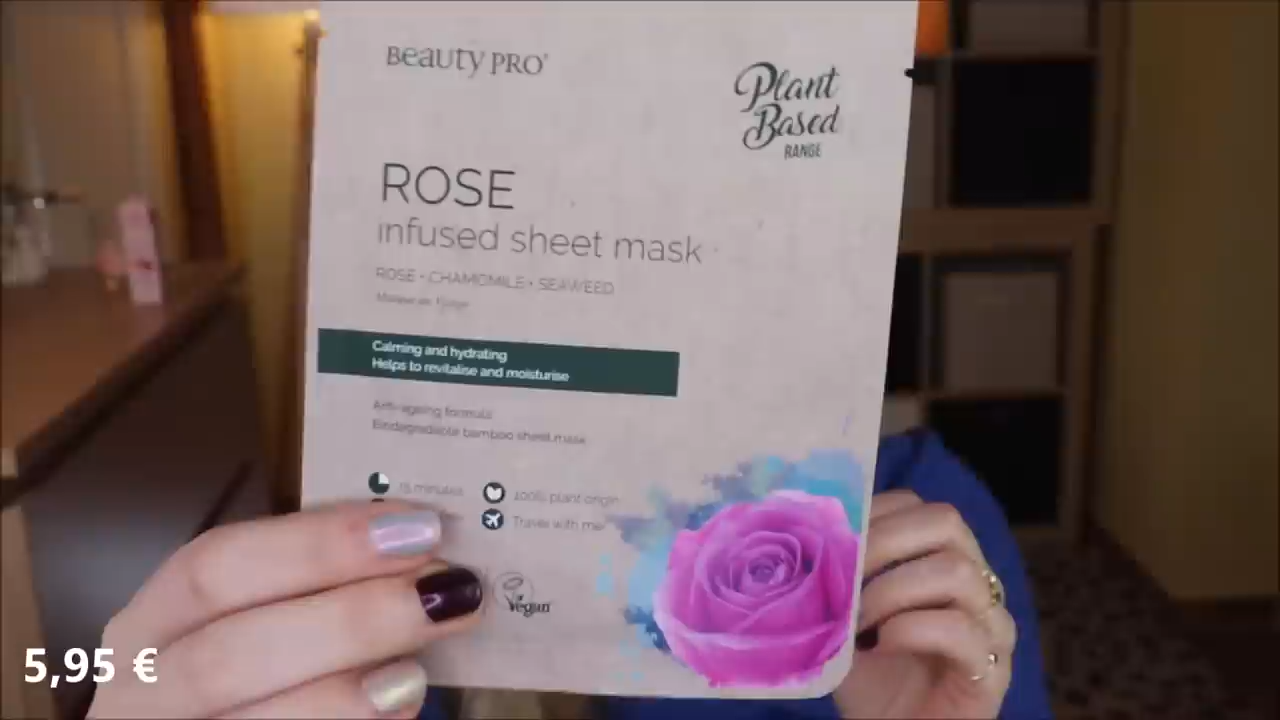 Beauty PRO®
Plant
Based
RANGE
ROSE
infused sheet mask
ROSE • CHAMOMILE • SEAWEED
Calming and hydrating
Helps to revitalise and moisturise
Anti-ageing formula
Biodegradable bamboo sheet mask
15 minutes
100% plant origin
Travel with me
Vegan
5,95 €